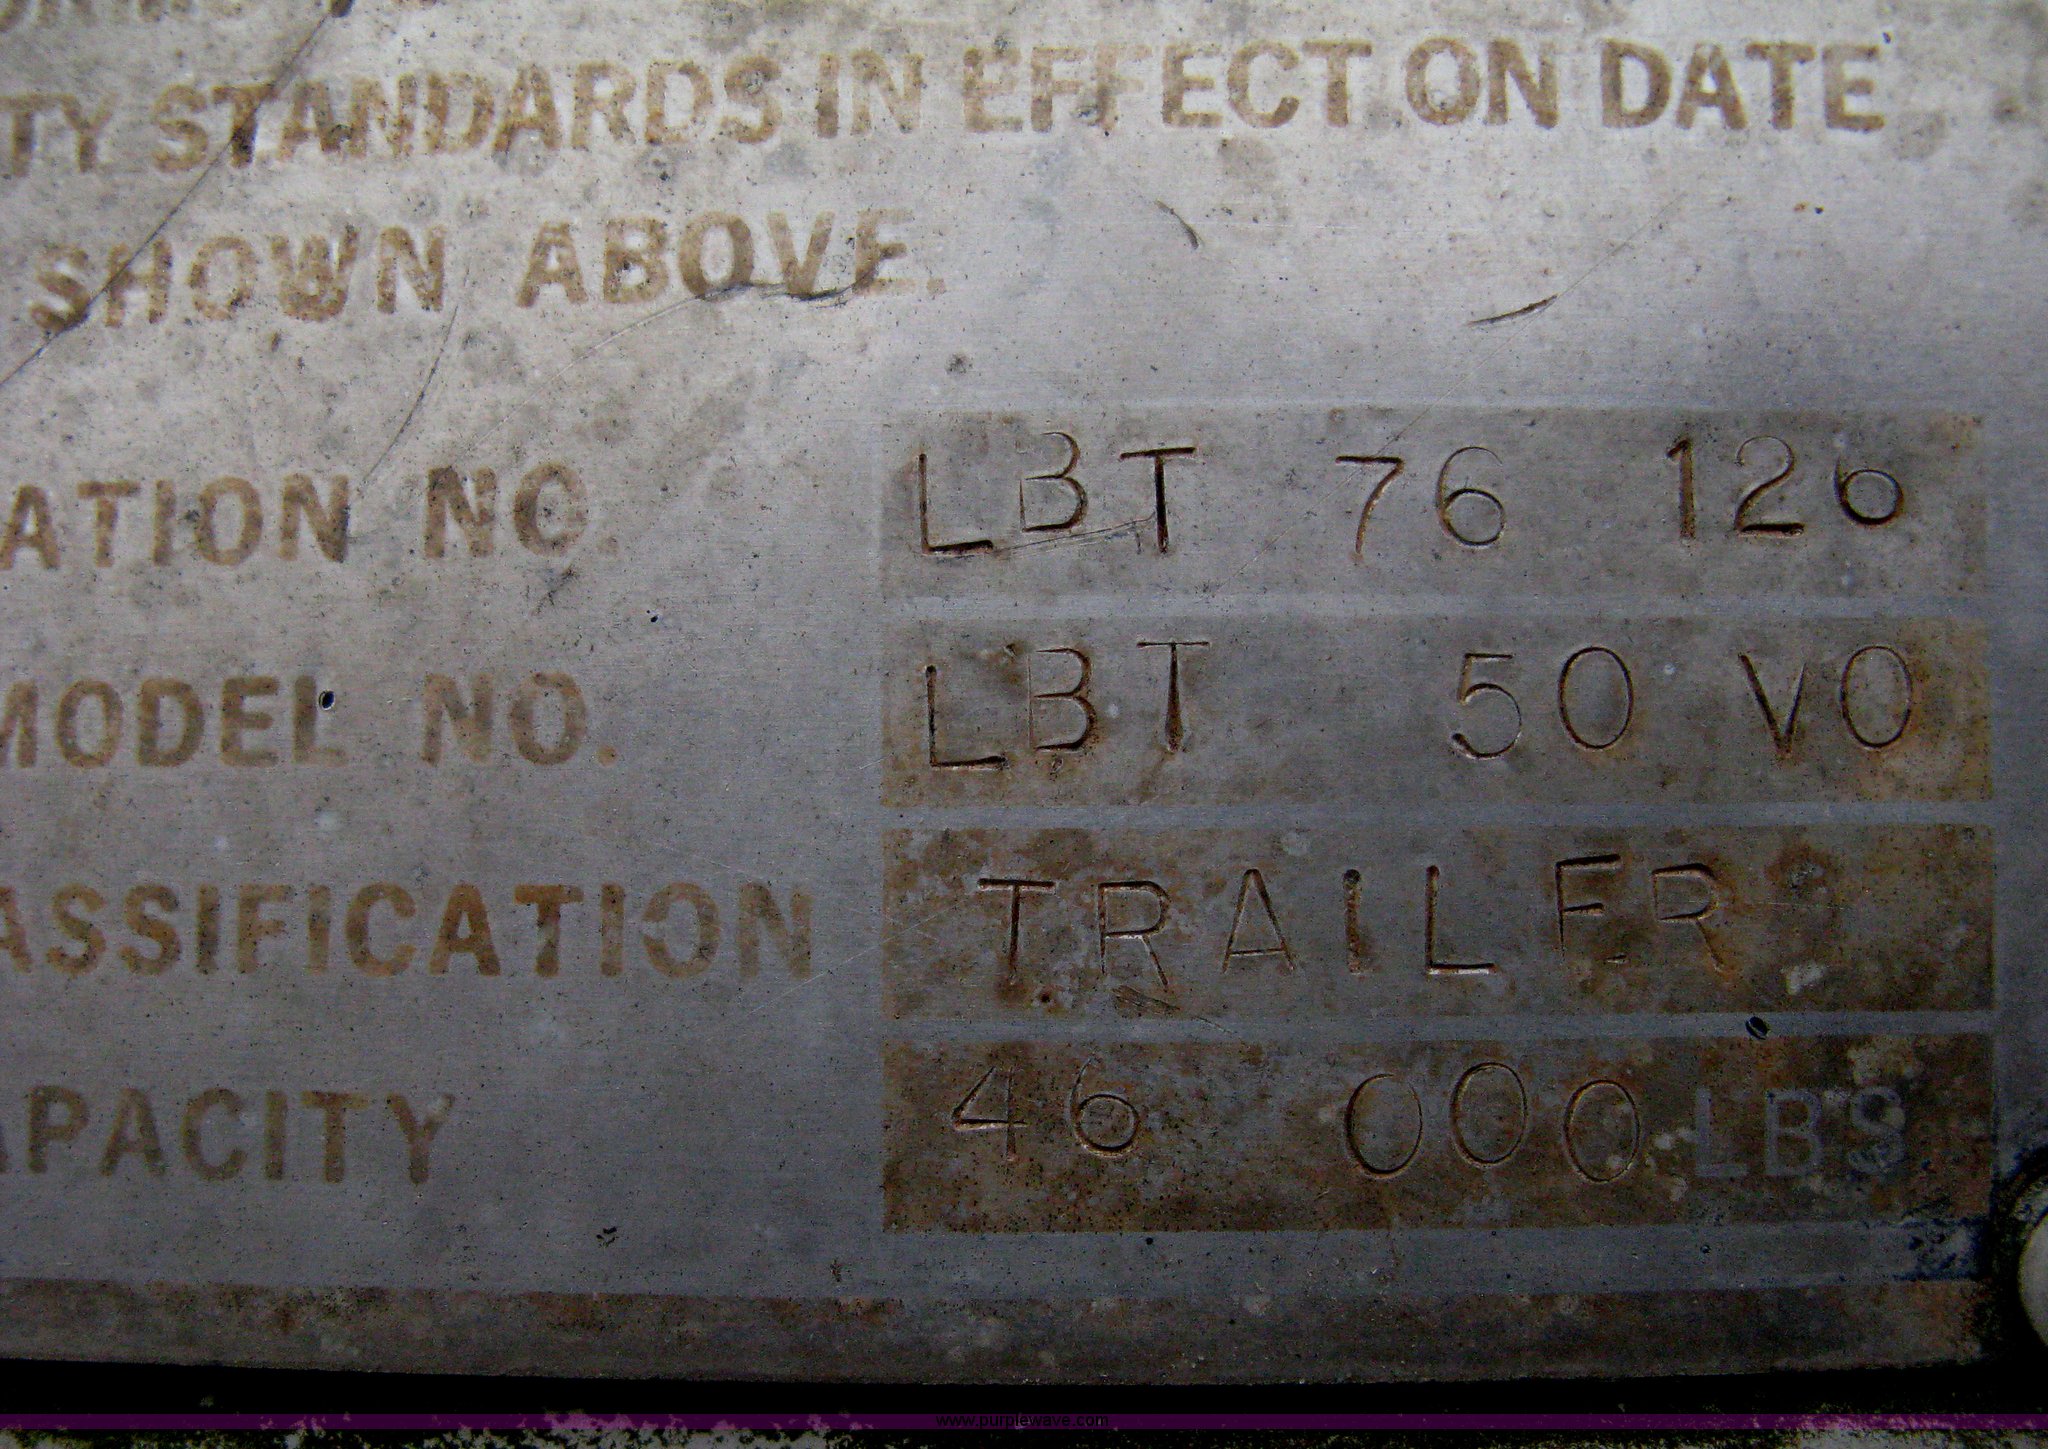 TY STANDARDS IN EFFECT ON DATE
SHOWN ABOVE.
ATION NO. LBT 76 126
MODEL NO. LBT 50 VO
ASSIFICATION TRAILER
APACITY 46 000 LBS
www.purplewave.com